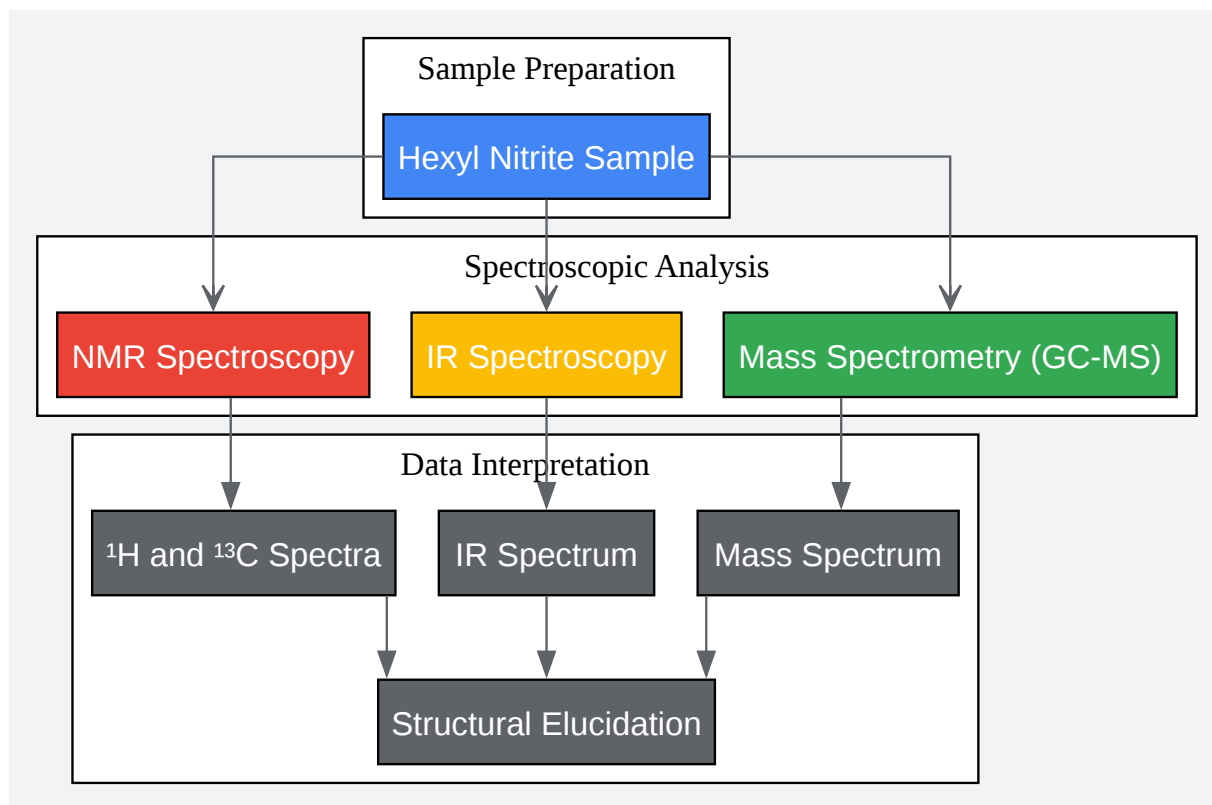 Sample Preparation
Hexyl Nitrite Sample
Spectroscopic Analysis
NMR Spectroscopy
IR Spectroscopy
Mass Spectrometry (GC-MS)
Data Interpretation
¹H and ¹³C Spectra
IR Spectrum
Mass Spectrum
Structural Elucidation